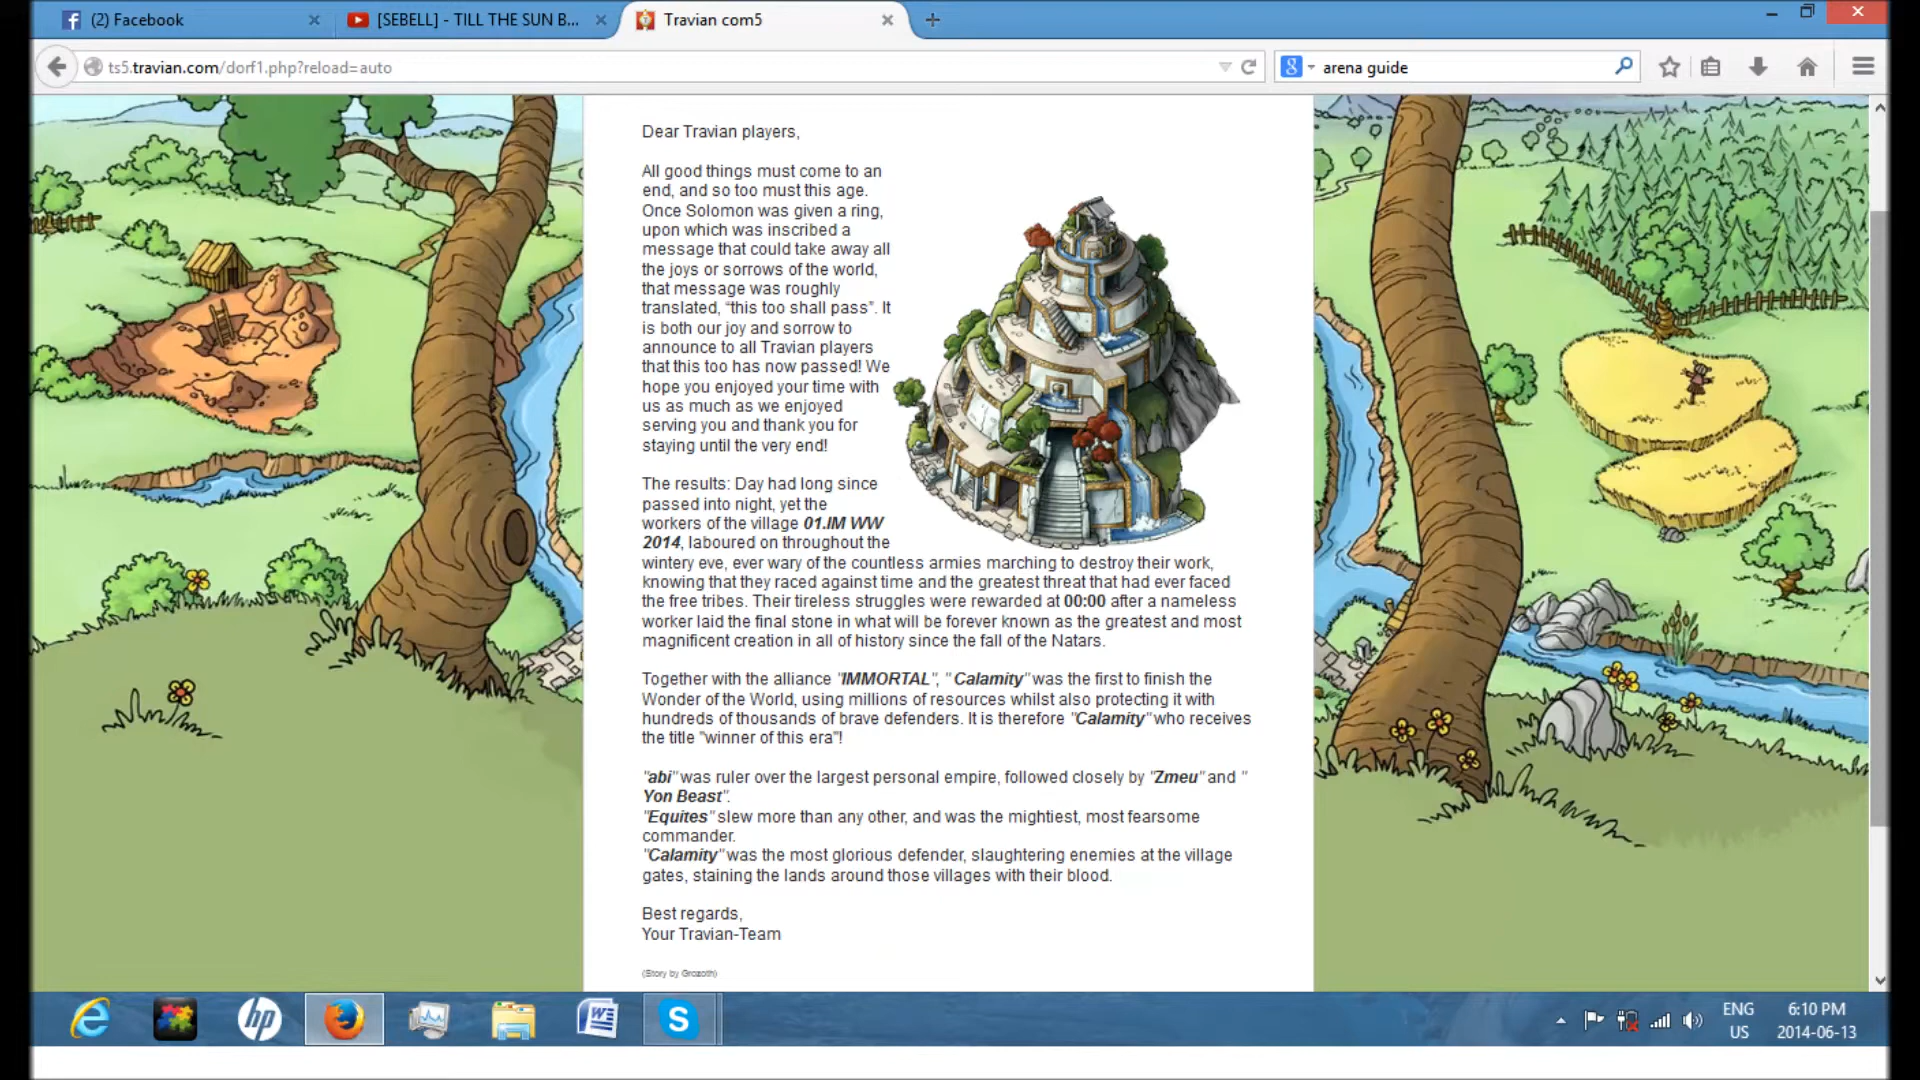 (2) Facebook
[SEBELL] - TILL THE SUN B...
Travian com5
ts5.travian.com/dorf1.php?reload=auto
arena guide
Dear Travian players,
All good things must come to an
end, and so too must this age.
Once Solomon was given a ring,
upon which was inscribed a
message that could take away all
the joys or sorrows of the world,
that message was roughly
translated, “this too shall pass”. It
is both our joy and sorrow to
announce to all Travian players
that this too has now passed! We
hope you enjoyed your time with
us as much as we enjoyed
serving you and thank you for
staying until the very end!
The results: Day had long since
passed into night, yet the
workers of the village 01.IM WW
2014, laboured on throughout the
wintery eve, ever wary of the countless armies marching to destroy their work,
knowing that they raced against time and the greatest threat that had ever faced
the free tribes. Their tireless struggles were rewarded at 00:00 after a nameless
worker laid the final stone in what will be forever known as the greatest and most
magnificent creation in all of history since the fall of the Natars.
Together with the alliance "IMMORTAL", "Calamity" was the first to finish the
Wonder of the World, using millions of resources whilst also protecting it with
hundreds of thousands of brave defenders. It is therefore "Calamity" who receives
the title "winner of this era"!
"abi" was ruler over the largest personal empire, followed closely by "Zmeu" and "
Yon Beast".
"Equites" slew more than any other, and was the mightiest, most fearsome
commander.
"Calamity" was the most glorious defender, slaughtering enemies at the village
gates, staining the lands around those villages with their blood.
Best regards,
Your Travian-Team
(Story by Grozoth)
ENG
US
6:10 PM
2014-06-13